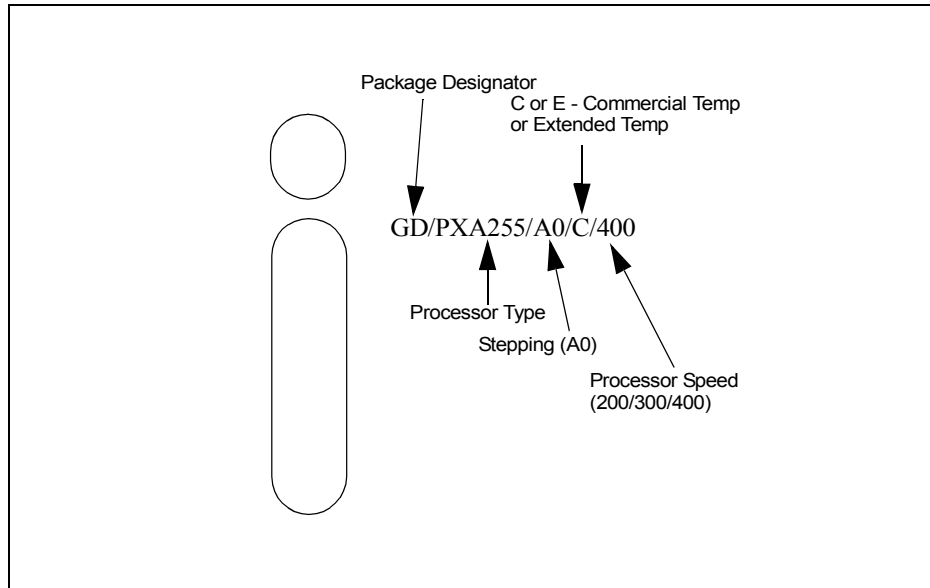 Package Designator
C or E - Commercial Temp
or Extended Temp
GD/PXA255/A0/C/400
Processor Type
Stepping (A0)
Processor Speed
(200/300/400)